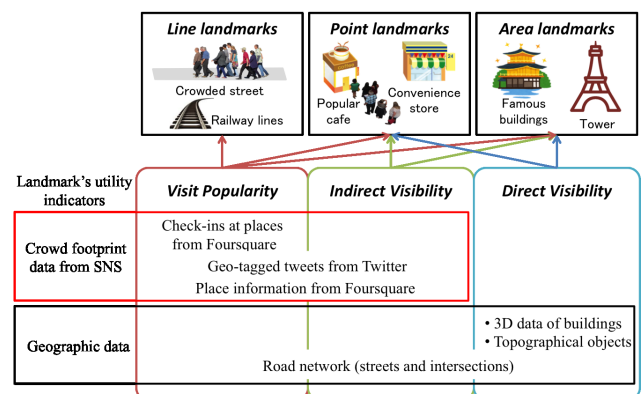 Line landmarks
Crowded street
Railway lines
Point landmarks
24
Popular
cafe
Convenience
store
Area landmarks
Famous
buildings
Tower
Landmark's utility
indicators
Visit Popularity
Indirect Visibility
Direct Visibility
Crowd footprint
data from SNS
Check-ins at places
from Foursquare
Geo-tagged tweets from Twitter
Place information from Foursquare
Geographic data
• 3D data of buildings
• Topographical objects
Road network (streets and intersections)